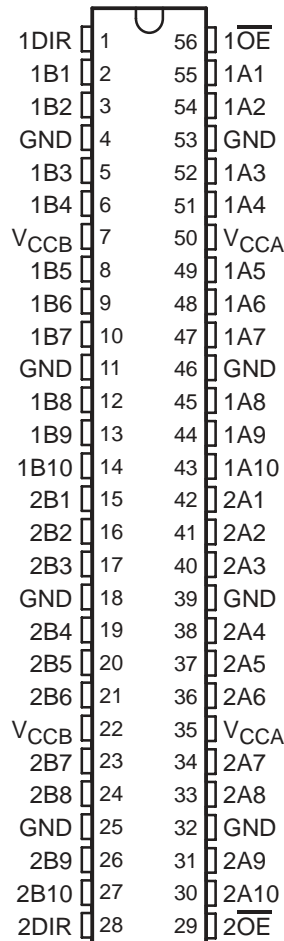 1DIR 1 56 1O̅E̅
1B1 2 55 1A1
1B2 3 54 1A2
GND 4 53 GND
1B3 5 52 1A3
1B4 6 51 1A4
VCCB 7 50 VCCA
1B5 8 49 1A5
1B6 9 48 1A6
1B7 10 47 1A7
GND 11 46 GND
1B8 12 45 1A8
1B9 13 44 1A9
1B10 14 43 1A10
2B1 15 42 2A1
2B2 16 41 2A2
2B3 17 40 2A3
GND 18 39 GND
2B4 19 38 2A4
2B5 20 37 2A5
2B6 21 36 2A6
VCCB 22 35 VCCA
2B7 23 34 2A7
2B8 24 33 2A8
GND 25 32 GND
2B9 26 31 2A9
2B10 27 30 2A10
2DIR 28 29 2O̅E̅